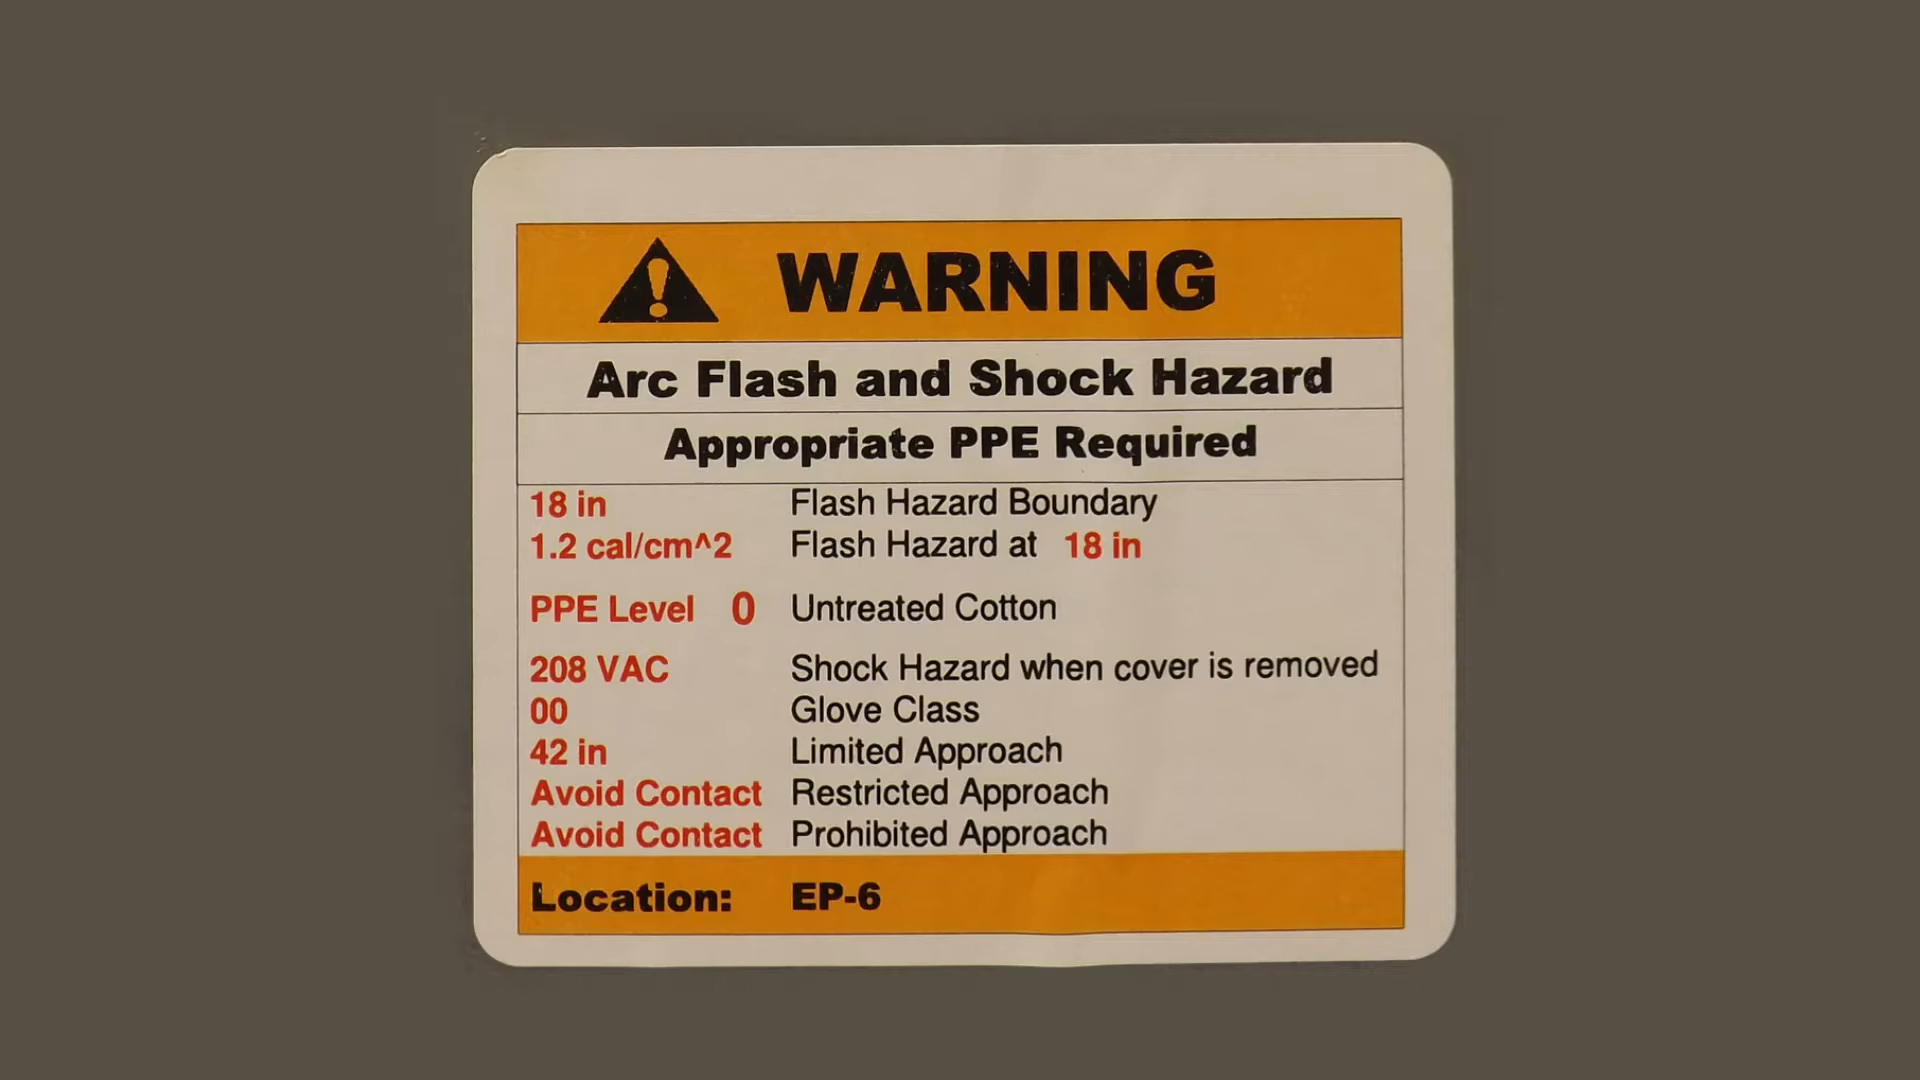 WARNING
Arc Flash and Shock Hazard
Appropriate PPE Required
18 in Flash Hazard Boundary
1.2 cal/cm^2 Flash Hazard at 18 in
PPE Level 0 Untreated Cotton
208 VAC Shock Hazard when cover is removed
00 Glove Class
42 in Limited Approach
Avoid Contact Restricted Approach
Avoid Contact Prohibited Approach
Location: EP-6